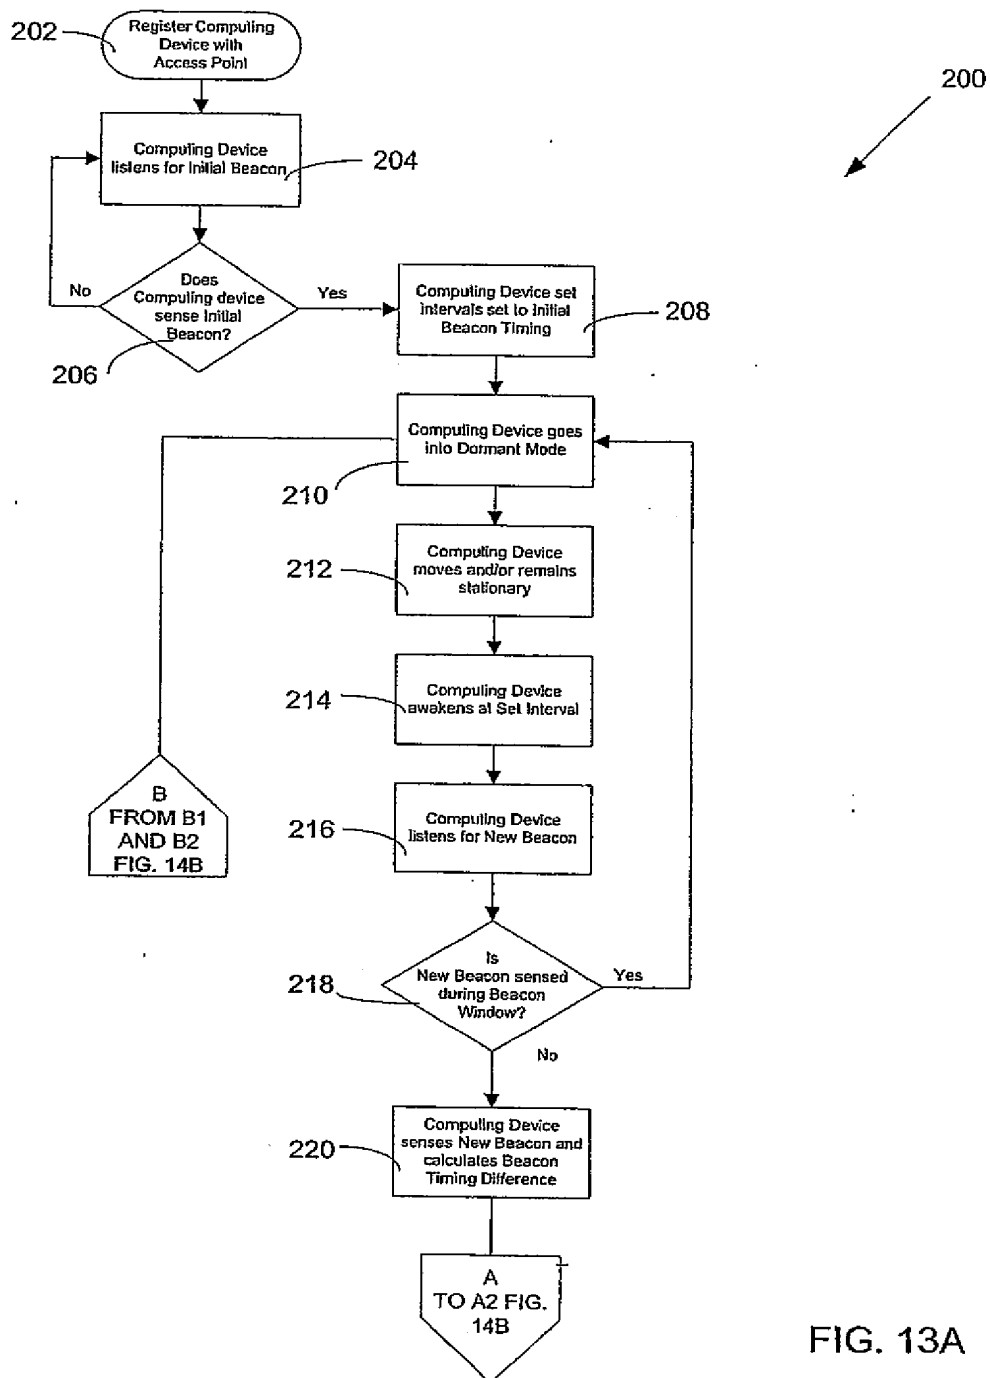 202
Register Computing
Device with
Access Point
200
Computing Device
listens for Initial Beacon
204
Does
Computing device
sense Initial
Beacon?
No
Yes
206
Computing Device set
intervals set to Initial
Beacon Timing
208
Computing Device goes
into Dormant Mode
210
Computing Device
moves and/or remains
stationary
212
Computing Device
awakens at Set Interval
214
B
FROM B1
AND B2
FIG. 14B
Computing Device
listens for New Beacon
216
Is
New Beacon sensed
during Beacon
Window?
Yes
218
No
Computing Device
senses New Beacon and
calculates Beacon
Timing Difference
220
A
TO A2 FIG.
14B
FIG. 13A